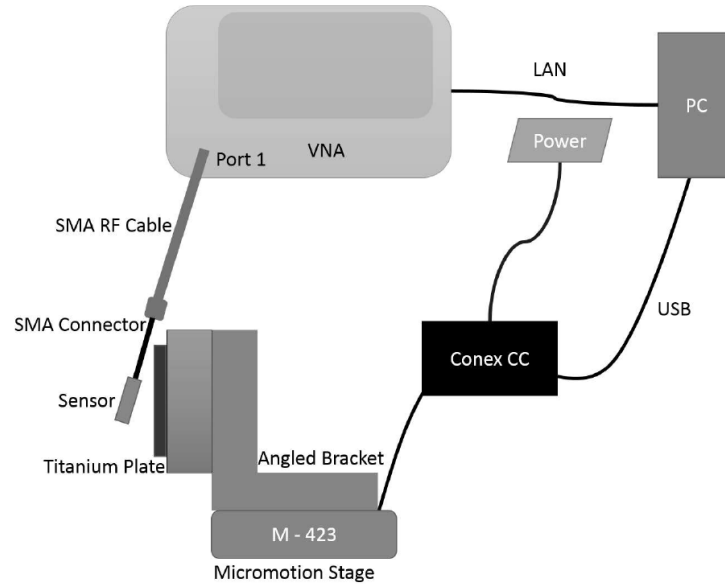 LAN
PC
Power
Port 1
VNA
SMA RF Cable
USB
SMA Connector
Conex CC
Sensor
Titanium Plate
Angled Bracket
M - 423
Micromotion Stage